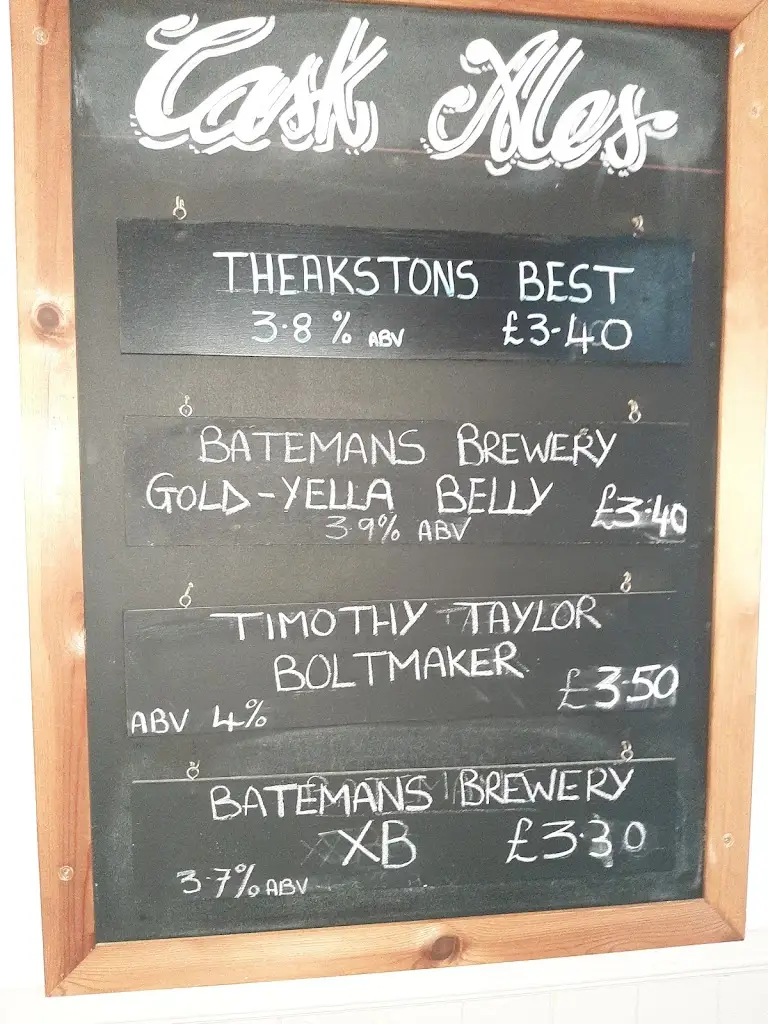 Cask Ales
THEAKSTONS BEST
3.8% ABV £3-40
BATEMANS BREWERY
GOLD-YELLA BELLY £3.40
3.9% ABV
TIMOTHY TAYLOR
BOLTMAKER
£3.50
ABV 4%
BATEMANS BREWERY
XB £3.30
3.7% ABV